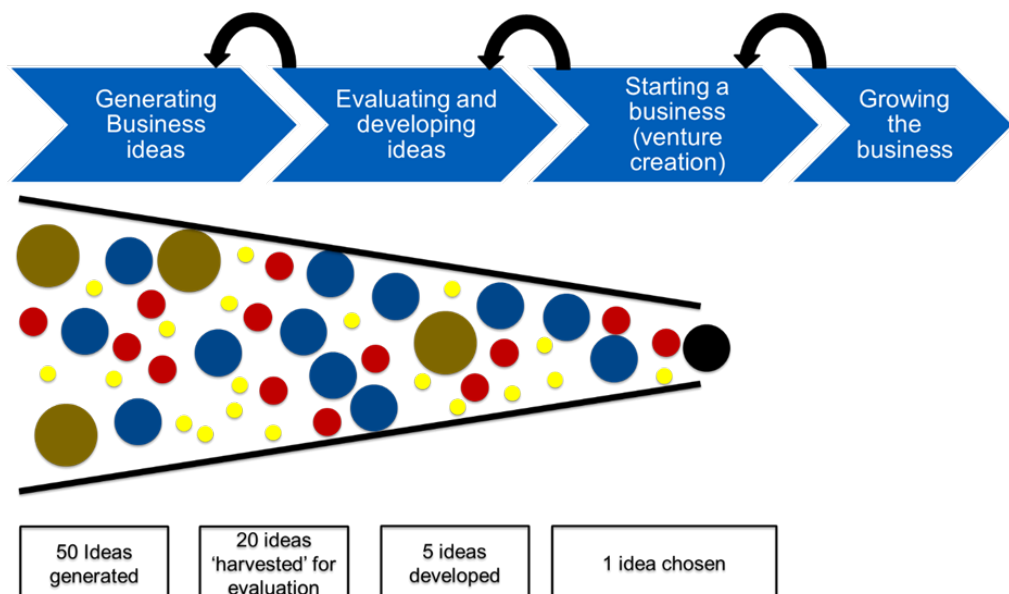 Generating
Business
ideas
Evaluating and
developing
ideas
Starting a
business
(venture
creation)
Growing
the
business
50 Ideas
generated
20 ideas
‘harvested’ for
evaluation
5 ideas
developed
1 idea chosen